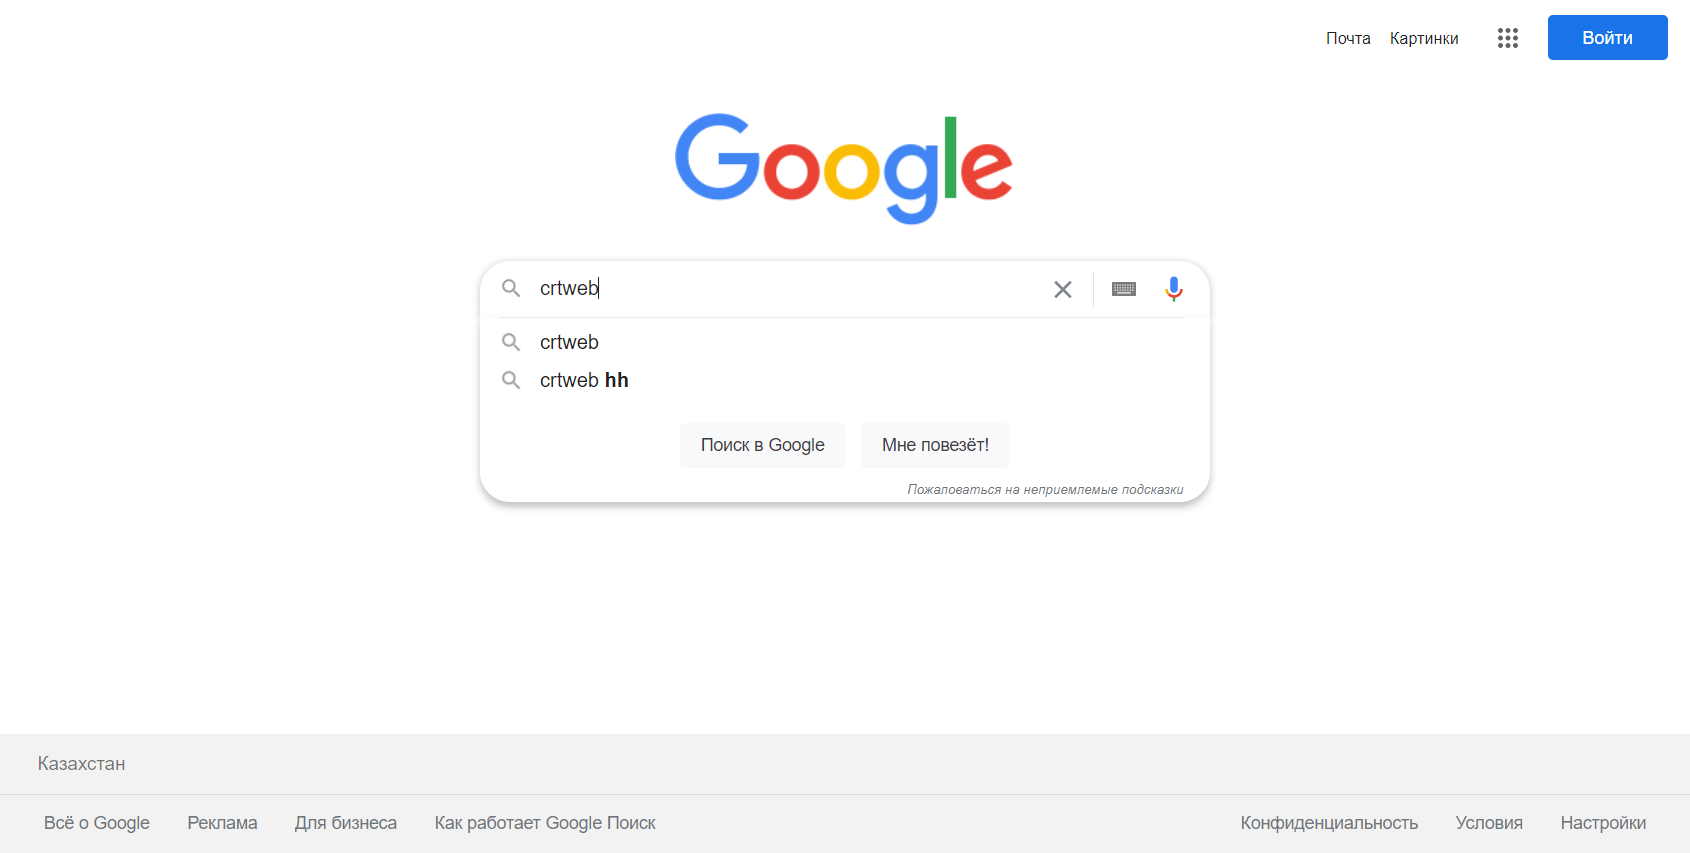 Почта Картинки Войти
Google
crtweb
crtweb
crtweb hh
Поиск в Google Мне повезёт!
Пожаловаться на неприемлемые подсказки
Казахстан
Всё о Google Реклама Для бизнеса Как работает Google Поиск Конфиденциальность Условия Настройки